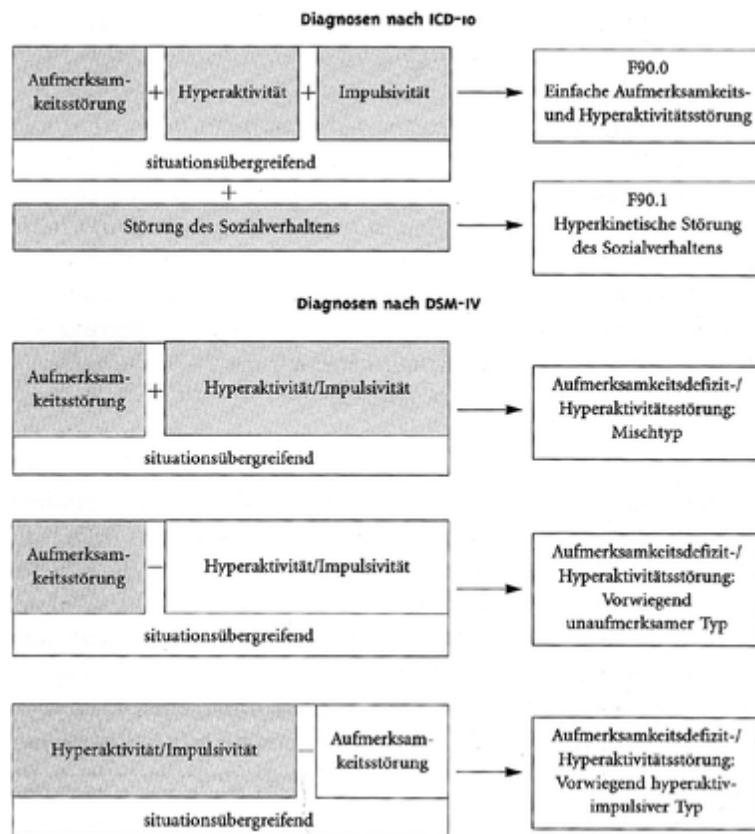 Diagnosen nach ICD-10
Aufmerksam-
keitsstörung
+
Hyperaktivität
+
Impulsivität
situationsübergreifend
F90.0
Einfache Aufmerksamkeits-
und Hyperaktivitätsstörung
+
Störung des Sozialverhaltens
F90.1
Hyperkinetische Störung
des Sozialverhaltens
Diagnosen nach DSM-IV
Aufmerksam-
keitsstörung
+
Hyperaktivität/Impulsivität
situationsübergreifend
Aufmerksamkeitsdefizit-/
Hyperaktivitätsstörung:
Mischtyp
Aufmerksam-
keitsstörung
–
Hyperaktivität/Impulsivität
situationsübergreifend
Aufmerksamkeitsdefizit-/
Hyperaktivitätsstörung:
Vorwiegend
unaufmerksamer Typ
Hyperaktivität/Impulsivität
–
Aufmerksam-
keitsstörung
situationsübergreifend
Aufmerksamkeitsdefizit-/
Hyperaktivitätsstörung:
Vorwiegend hyperaktiv-
impulsiver Typ